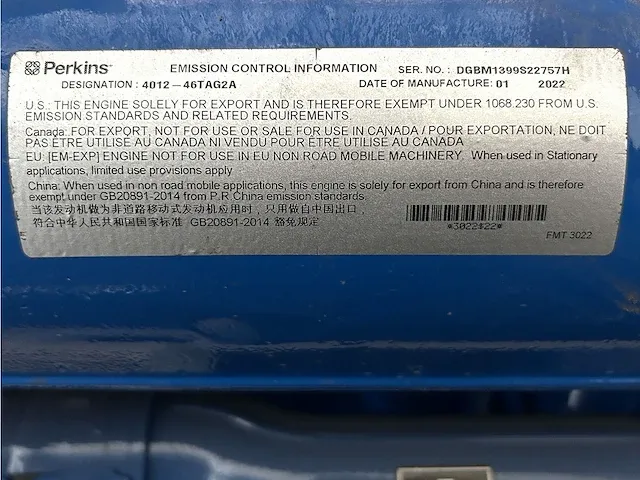 Perkins EMISSION CONTROL INFORMATION SER. NO. : DGBM1399S22757H
DESIGNATION : 4012-46TAG2A DATE OF MANUFACTURE: 01 2022
U.S.: THIS ENGINE SOLELY FOR EXPORT AND IS THEREFORE EXEMPT UNDER 1068.230 FROM U.S.
EMISSION STANDARDS AND RELATED REQUIREMENTS.
Canada: FOR EXPORT, NOT FOR USE OR SALE FOR USE IN CANADA / POUR EXPORTATION, NE DOIT
PAS ÊTRE UTILISE AU CANADA NI VENDU POUR ÊTRE UTILISE AU CANADA
EU: [EM-EXP] ENGINE NOT FOR USE IN EU NON ROAD MOBILE MACHINERY. When used in Stationary
applications, limited use provisions apply
China: When used in non road mobile applications, this engine is solely for export from China and is therefore
exempt under GB20891-2014 from P.R China emission standards.
当该发动机做为非道路移动式发动机应用时，只用做自中国出口，
符合中华人民共和国国家标准 GB20891-2014 豁免规定
*3022$22*
FMT 3022